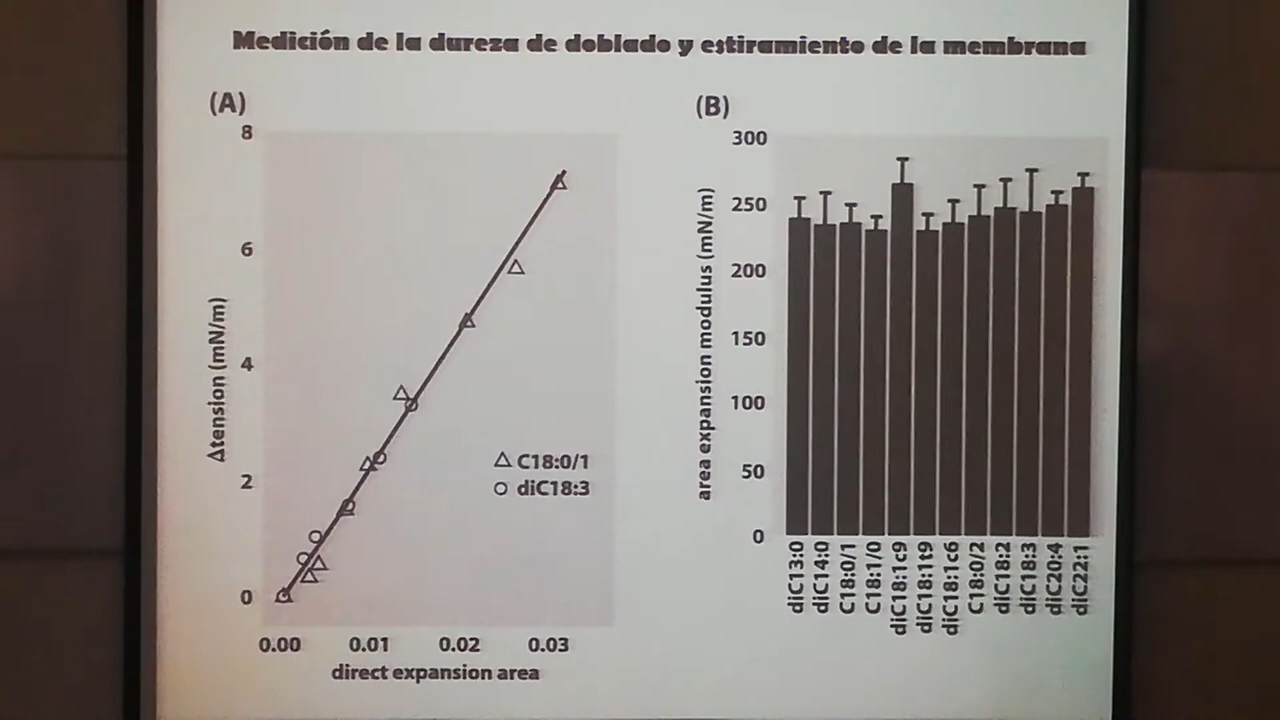 Medición de la dureza de doblado y estiramiento de la membrana
(A)
8
6
4
2
0
Δtension (mN/m)
0.00 0.01 0.02 0.03
direct expansion area
△ C18:0/1
○ diC18:3
(B)
300
250
200
150
100
50
0
area expansion modulus (mN/m)
diC13:0
diC14:0
C18:0/1
C18:1/0
diC18:1c9
diC18:1t9
diC18:1c6
C18:0/2
diC18:2
diC18:3
diC20:4
diC22:1